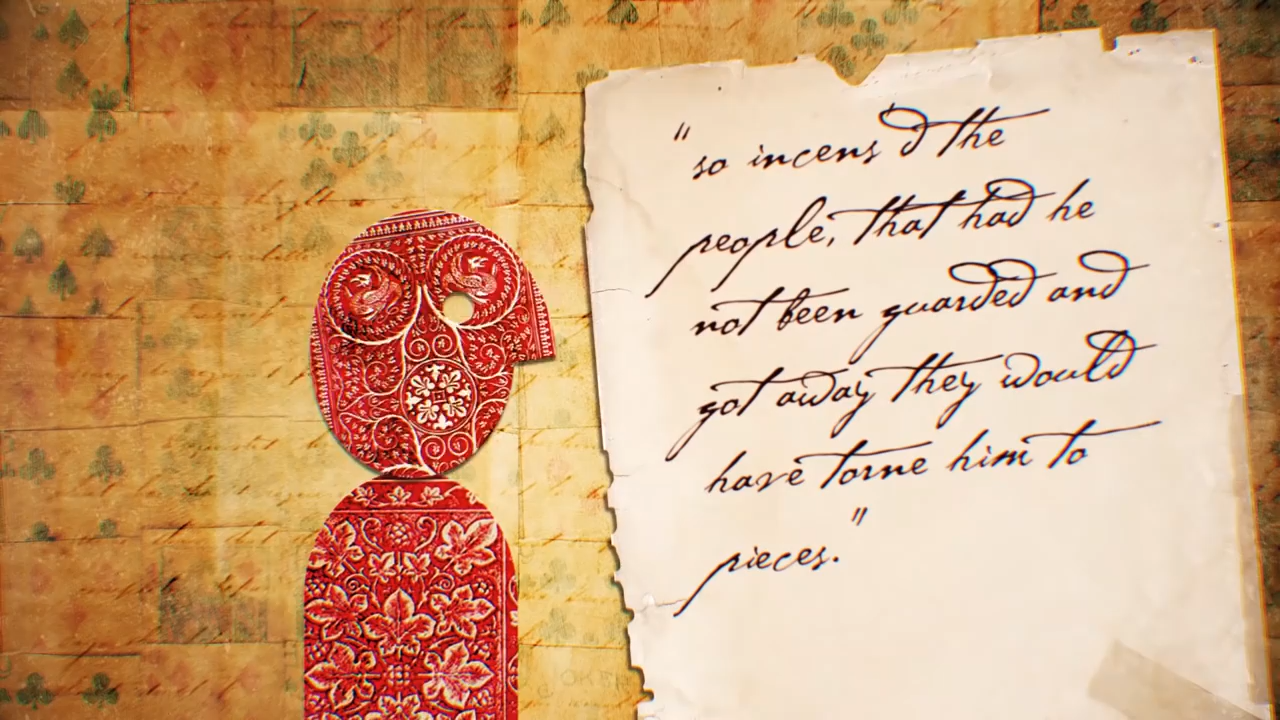 "so incens'd the
people, that had he
not been guarded and
got away they would
have torne him to
pieces."
OKER